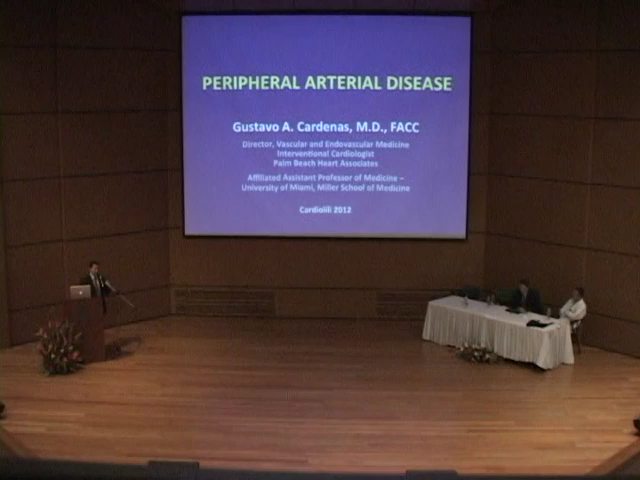 PERIPHERAL ARTERIAL DISEASE
Gustavo A. Cardenas, M.D., FACC
Director, Vascular and Endovascular Medicine
Interventional Cardiologist
Palm Beach Heart Associates
Affiliated Assistant Professor of Medicine –
University of Miami, Miller School of Medicine
2012